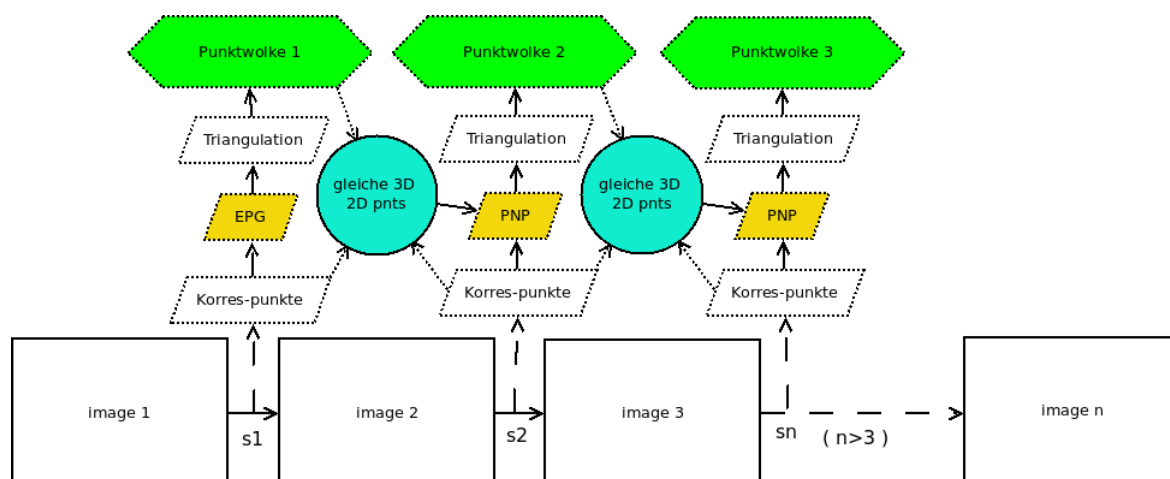 Punktwolke 1
Punktwolke 2
Punktwolke 3
Triangulation
Triangulation
Triangulation
gleiche 3D
2D pnts
gleiche 3D
2D pnts
EPG
PNP
PNP
Korres-punkte
Korres-punkte
Korres-punkte
image 1
image 2
image 3
image n
s1
s2
sn
( n>3 )